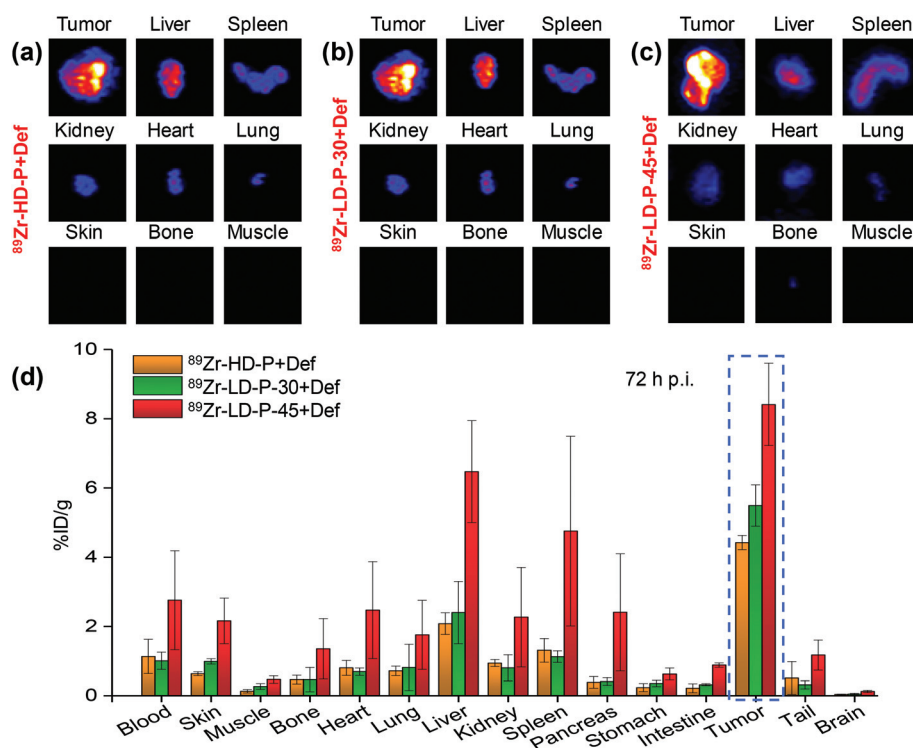 (a)
Tumor Liver Spleen
Kidney Heart Lung
Skin Bone Muscle
⁸⁹Zr-HD-P+Def
(b)
Tumor Liver Spleen
Kidney Heart Lung
Skin Bone Muscle
⁸⁹Zr-LD-P-30+Def
(c)
Tumor Liver Spleen
Kidney Heart Lung
Skin Bone Muscle
⁸⁹Zr-LD-P-45+Def
(d)
⁸⁹Zr-HD-P+Def
⁸⁹Zr-LD-P-30+Def
⁸⁹Zr-LD-P-45+Def
72 h p.i.
%ID/g
10
8
6
4
2
0
Blood Skin Muscle Bone Heart Lung Liver Kidney Spleen Pancreas Stomach Intestine Tumor Tail Brain